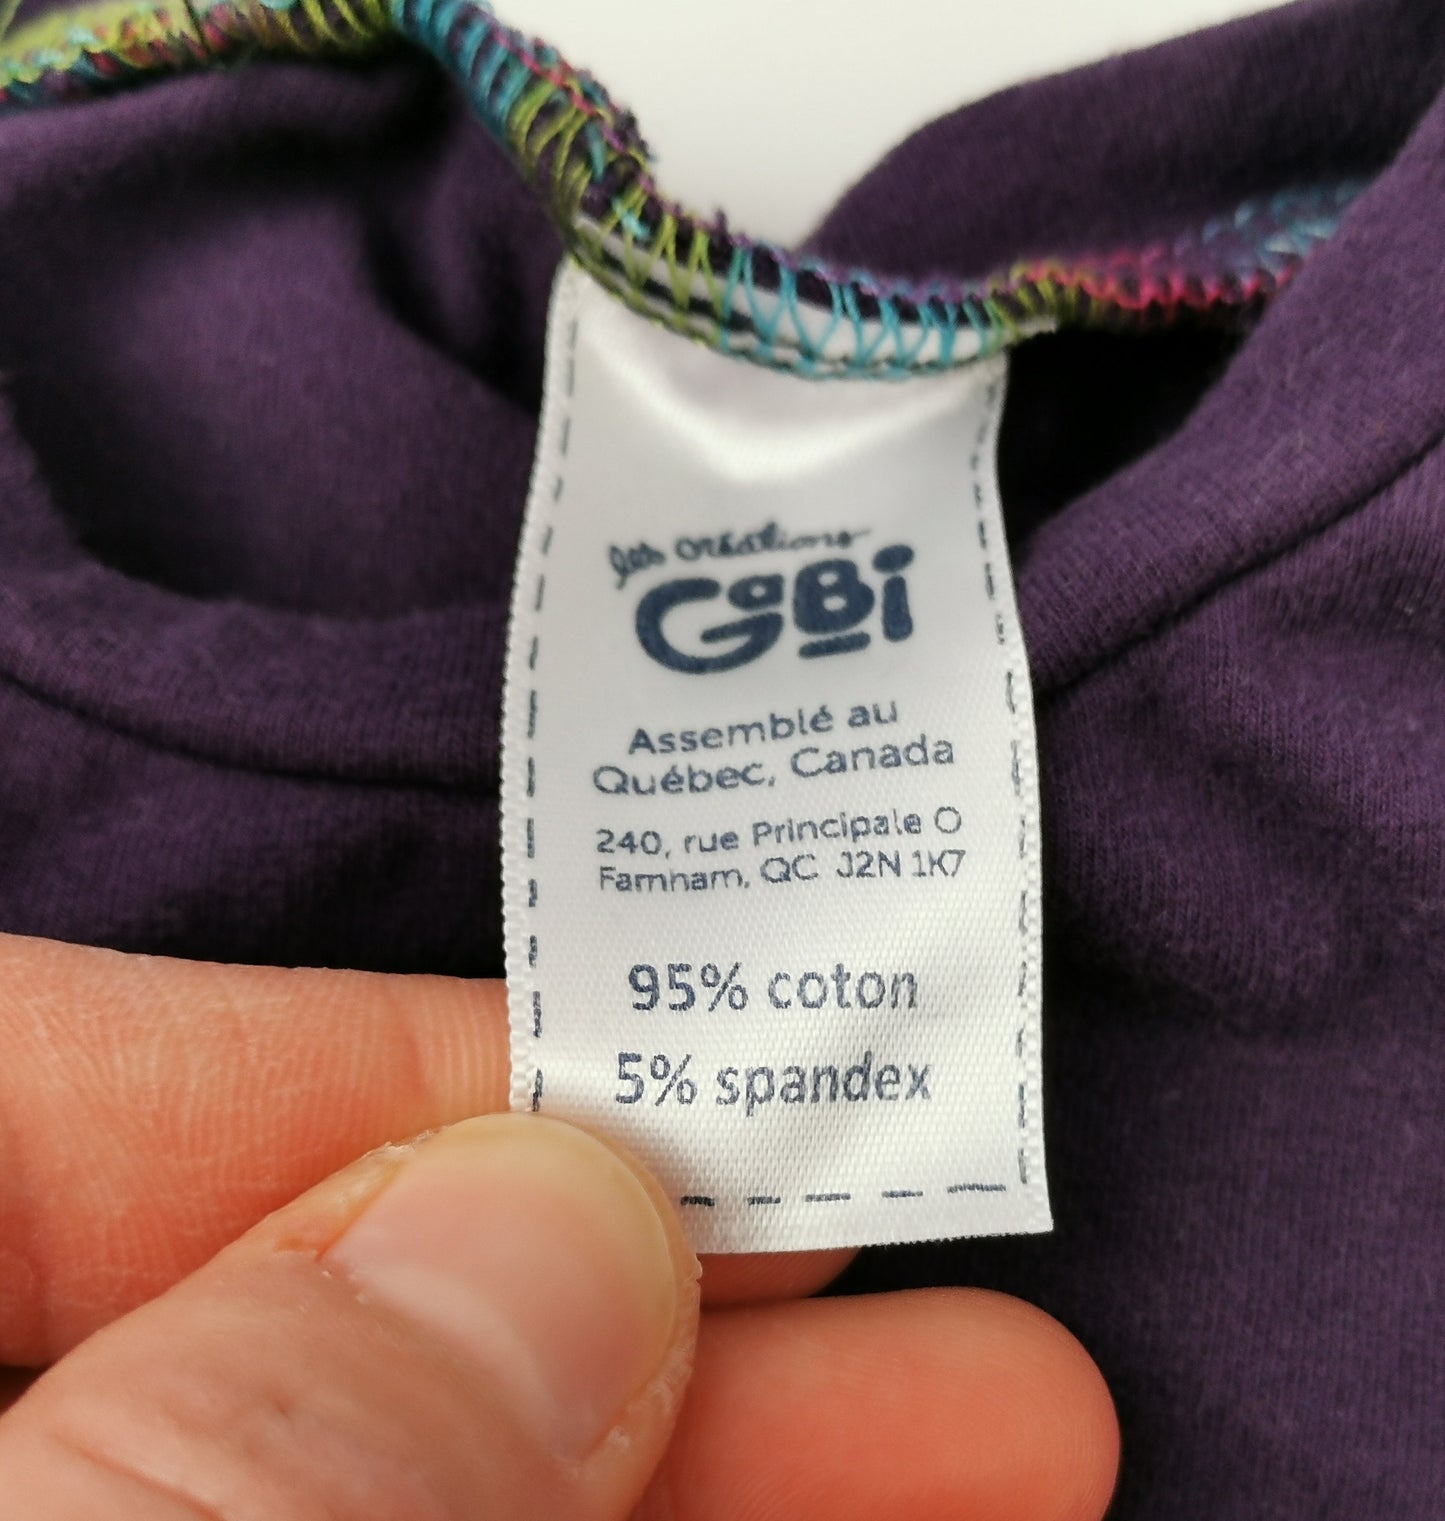 les créations
GaBi
Assemblé au
Québec, Canada
240, rue Principale O
Farnham, QC J2N 1K7
95% coton
5% spandex